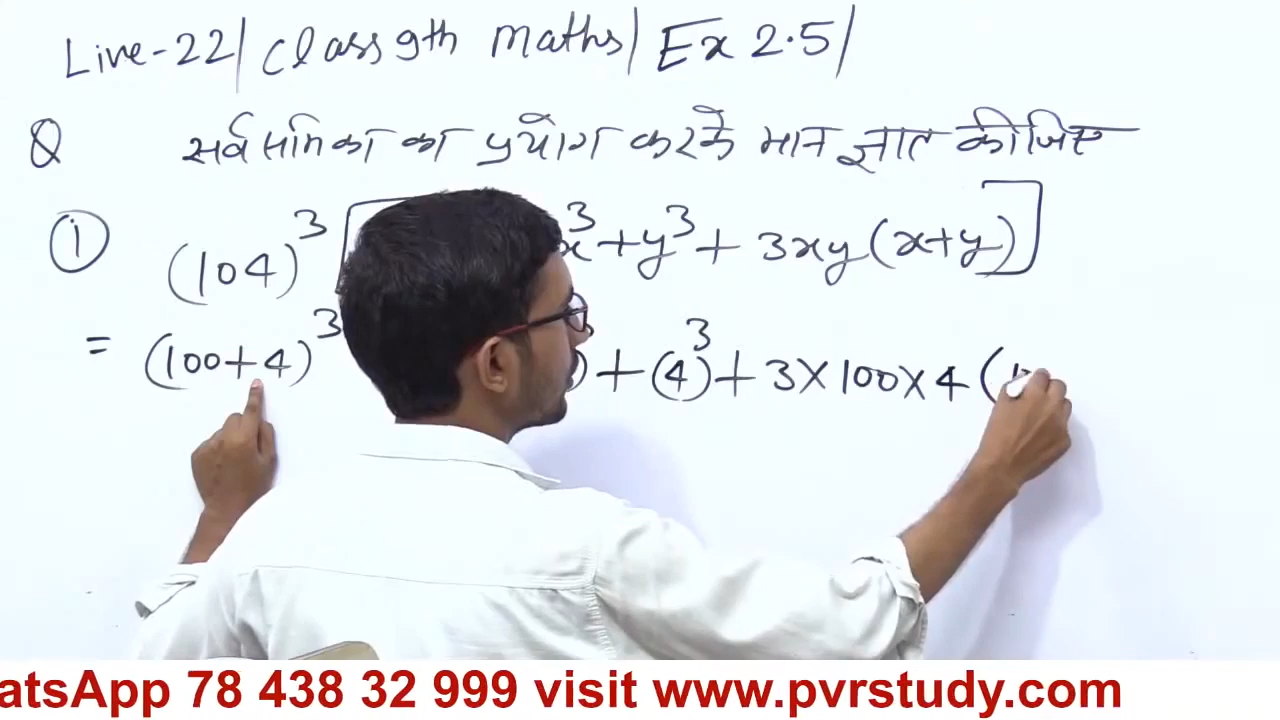 Live-22| Class 9th maths| Ex 2.5|
Q सर्वसमिका का प्रयोग करके मान ज्ञात कीजिए
① (104)³ [ x³+y³+3xy(x+y)]
= (100+4)³ +(4)³+3×100×4(1
atsApp 78 438 32 999 visit www.pvrstudy.com